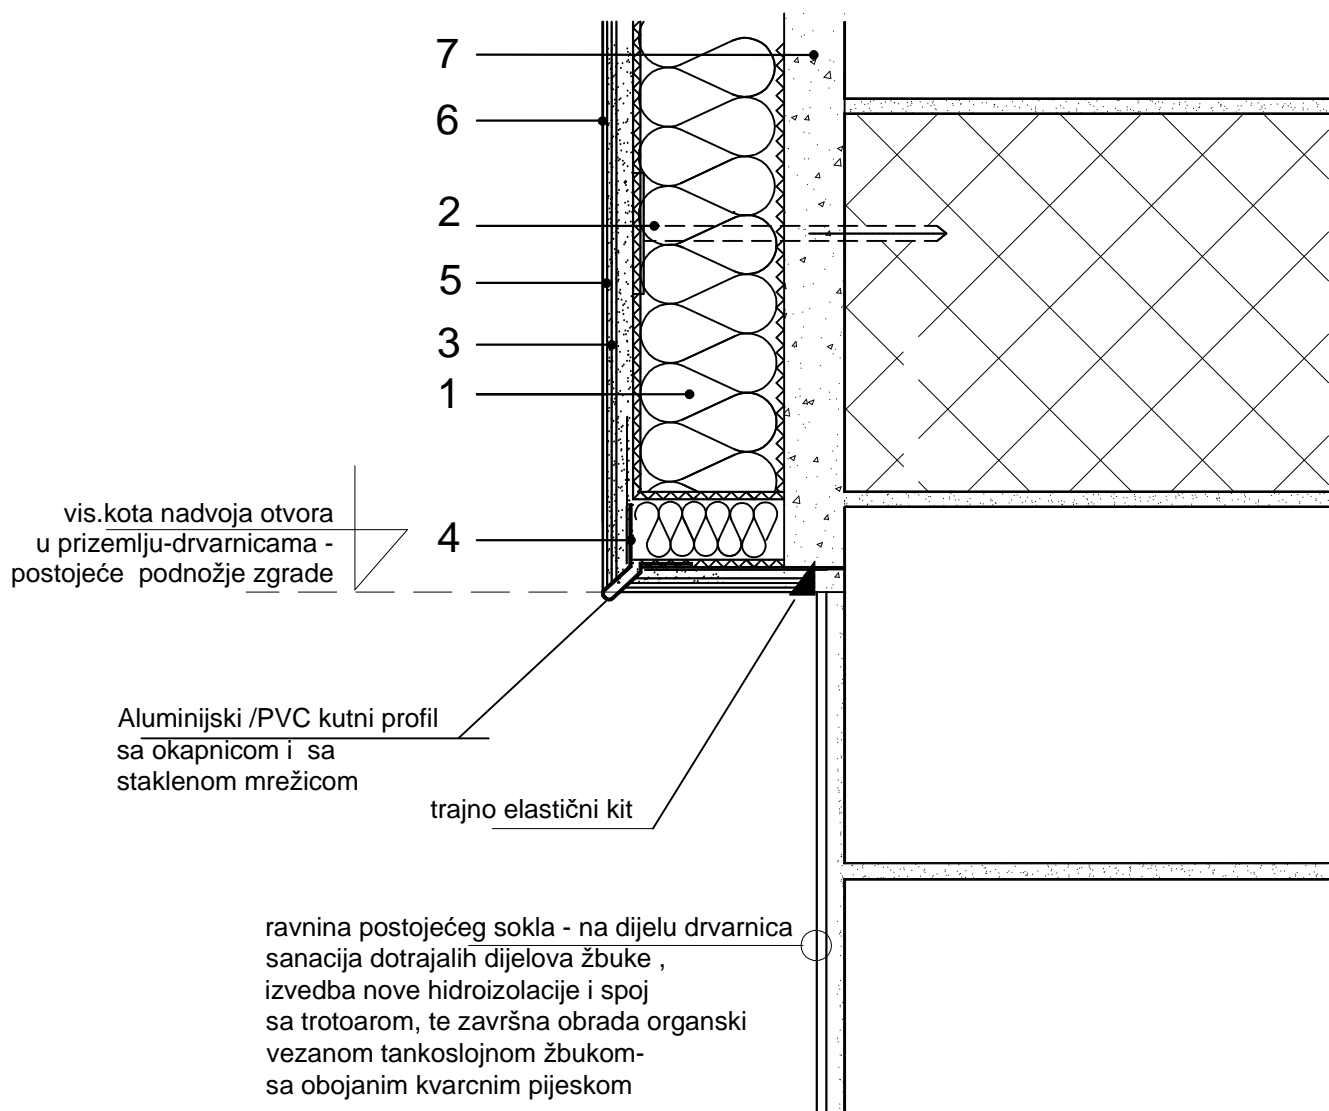 7
6
2
5
3
1
4
vis.kota nadvoja otvora
u prizemlju-drvarnicama -
postojeće podnožje zgrade
Aluminijski /PVC kutni profil
sa okapnicom i sa
staklenom mrežicom
trajno elastični kit
ravnina postojećeg sokla - na dijelu drvarnica
sanacija dotrajalih dijelova žbuke ,
izvedba nove hidroizolacije i spoj
sa trotoarom, te završna obrada organski
vezanom tankoslojnom žbukom-
sa obojanim kvarcnim pijeskom